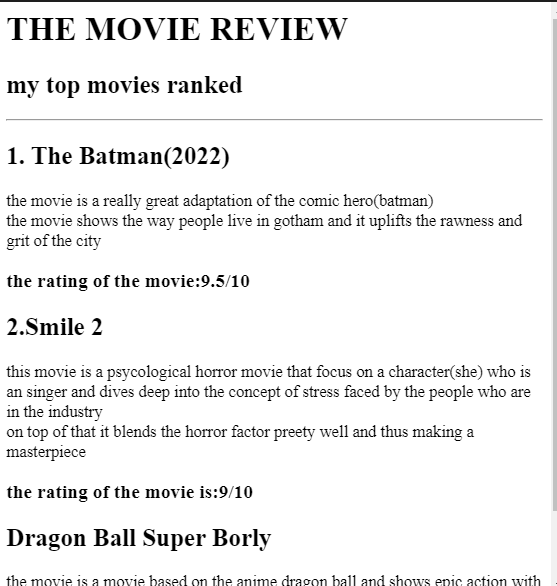 THE MOVIE REVIEW
my top movies ranked
1. The Batman(2022)
the movie is a really great adaptation of the comic hero(batman)
the movie shows the way people live in gotham and it uplifts the rawness and
grit of the city
the rating of the movie:9.5/10
2.Smile 2
this movie is a psycological horror movie that focus on a character(she) who is
an singer and dives deep into the concept of stress faced by the people who are
in the industry
on top of that it blends the horror factor preety well and thus making a
masterpiece
the rating of the movie is:9/10
Dragon Ball Super Borly
the movie is a movie based on the anime dragon ball and shows epic action with